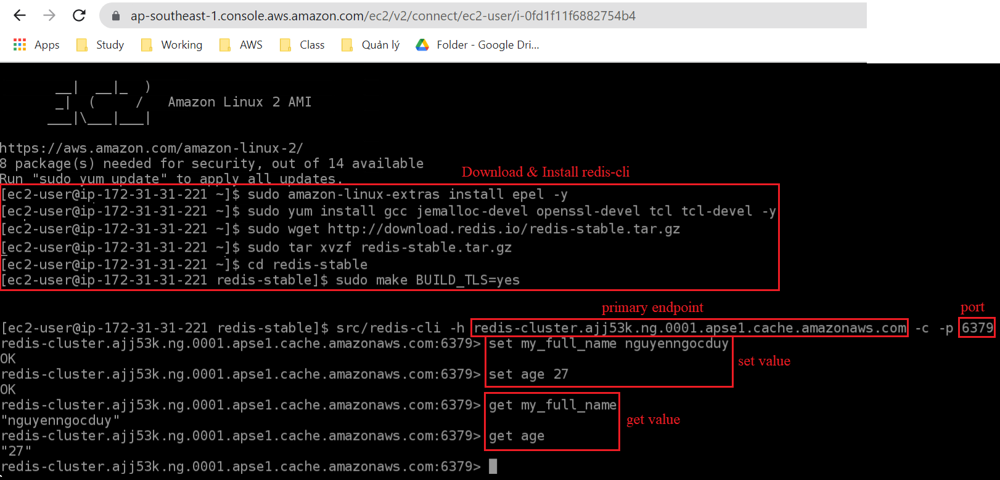 ap-southeast-1.console.aws.amazon.com/ec2/v2/connect/ec2-user/i-0fd1f11f6882754b4
Apps Study Working AWS Class Quản lý Folder - Google Dri...
Amazon Linux 2 AMI
https://aws.amazon.com/amazon-linux-2/
8 package(s) needed for security, out of 14 available
Run "sudo yum update" to apply all updates.
Download & Install redis-cli
[ec2-user@ip-172-31-31-221 ~]$ sudo amazon-linux-extras install epel -y
[ec2-user@ip-172-31-31-221 ~]$ sudo yum install gcc jemalloc-devel openssl-devel tcl tcl-devel -y
[ec2-user@ip-172-31-31-221 ~]$ sudo wget http://download.redis.io/redis-stable.tar.gz
[ec2-user@ip-172-31-31-221 ~]$ sudo tar xvzf redis-stable.tar.gz
[ec2-user@ip-172-31-31-221 ~]$ cd redis-stable
[ec2-user@ip-172-31-31-221 redis-stable]$ sudo make BUILD_TLS=yes
primary endpoint port
[ec2-user@ip-172-31-31-221 redis-stable]$ src/redis-cli -h redis-cluster.ajj53k.ng.0001.apse1.cache.amazonaws.com -c -p 6379
redis-cluster.ajj53k.ng.0001.apse1.cache.amazonaws.com:6379> set my_full_name nguyenngocduy
OK
set value
redis-cluster.ajj53k.ng.0001.apse1.cache.amazonaws.com:6379> set age 27
OK
redis-cluster.ajj53k.ng.0001.apse1.cache.amazonaws.com:6379> get my_full_name
"nguyenngocduy"
get value
redis-cluster.ajj53k.ng.0001.apse1.cache.amazonaws.com:6379> get age
"27"
redis-cluster.ajj53k.ng.0001.apse1.cache.amazonaws.com:6379>